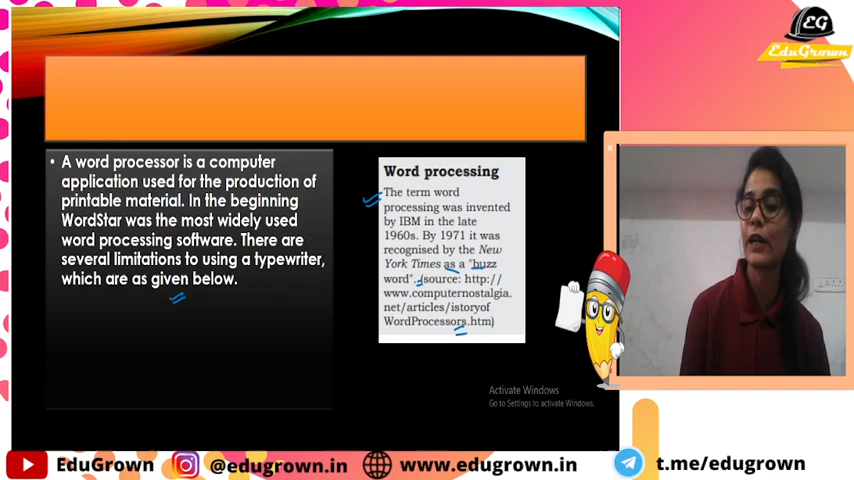 EG
EduGrown
• A word processor is a computer
application used for the production of
printable material. In the beginning
WordStar was the most widely used
word processing software. There are
several limitations to using a typewriter,
which are as given below.
Word processing
The term word
processing was invented
by IBM in the late
1960s. By 1971 it was
recognised by the New
York Times as a "buzz
word". (source: http://
www.computernostalgia.
net/articles/istoryof
WordProcessors.htm)
Activate Windows
Go to Settings to activate Windows.
EduGrown
@edugrown.in
www.edugrown.in
t.me/edugrown